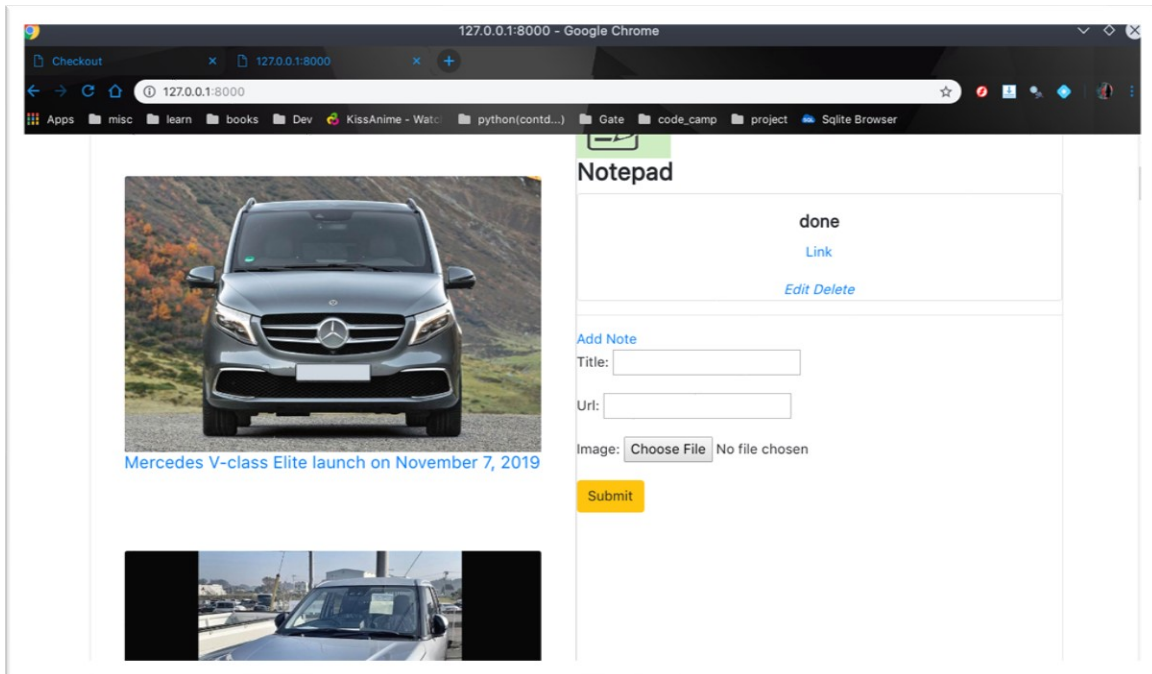 127.0.0.1:8000 - Google Chrome
Checkout
127.0.0.1:8000
127.0.0.1:8000
Apps misc learn books Dev KissAnime - Watc python(contd...) Gate code_camp project Sqlite Browser
Mercedes V-class Elite launch on November 7, 2019
Notepad
done
Link
Edit Delete
Add Note
Title:
Url:
Image: Choose File No file chosen
Submit